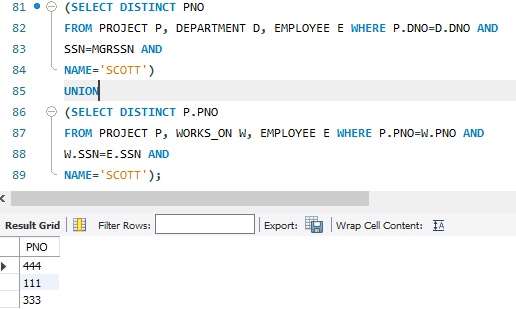 81 (SELECT DISTINCT PNO
82 FROM PROJECT P, DEPARTMENT D, EMPLOYEE E WHERE P.DNO=D.DNO AND
83 SSN=MGRSSN AND
84 NAME='SCOTT')
85 UNION
86 (SELECT DISTINCT P.PNO
87 FROM PROJECT P, WORKS_ON W, EMPLOYEE E WHERE P.PNO=W.PNO AND
88 W.SSN=E.SSN AND
89 NAME='SCOTT');
Result Grid Filter Rows: Export: Wrap Cell Content:
PNO
444
111
333